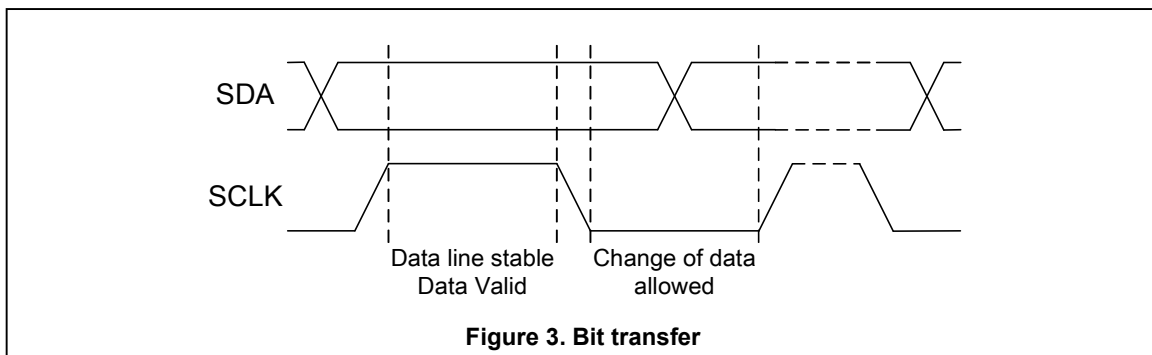 SDA
SCLK
Data line stable
Data Valid
Change of data
allowed
Figure 3. Bit transfer